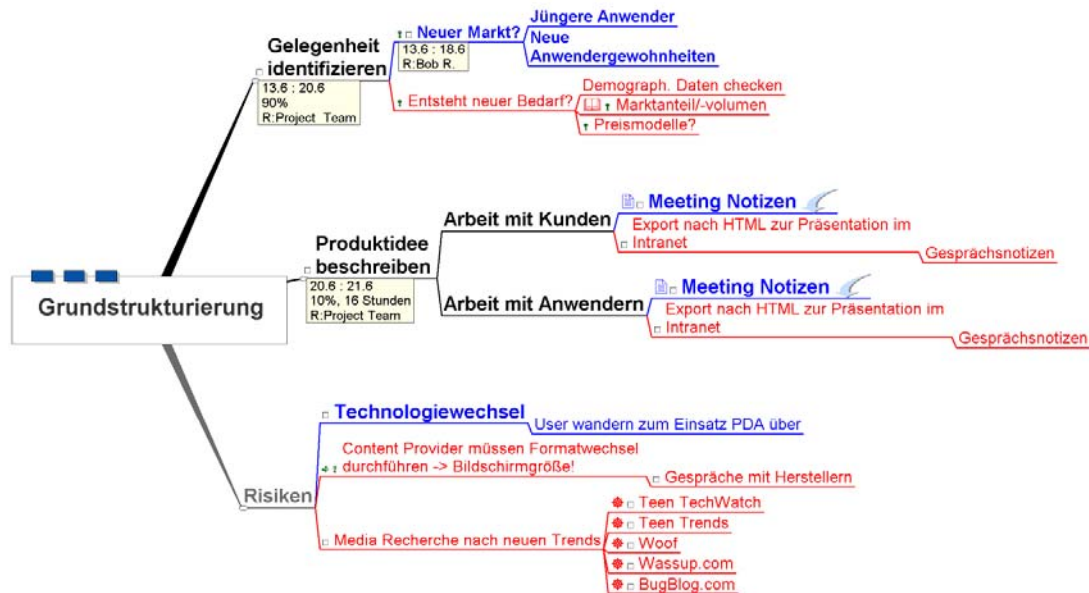 Grundstrukturierung
Gelegenheit
identifizieren
13.6 : 20.6
90%
R:Project Team
Neuer Markt?
13.6 : 18.6
R:Bob R.
Jüngere Anwender
Neue
Anwendergewohnheiten
Entsteht neuer Bedarf?
Demograph. Daten checken
Marktanteil/-volumen
Preismodelle?
Produktidee
beschreiben
20.6 : 21.6
10%, 16 Stunden
R:Project Team
Arbeit mit Kunden
Meeting Notizen
Export nach HTML zur Präsentation im
Intranet
Gesprächsnotizen
Arbeit mit Anwendern
Meeting Notizen
Export nach HTML zur Präsentation im
Intranet
Gesprächsnotizen
Risiken
Technologiewechsel
User wandern zum Einsatz PDA über
Content Provider müssen Formatwechsel
durchführen -> Bildschirmgröße!
Gespräche mit Herstellern
Media Recherche nach neuen Trends
Teen TechWatch
Teen Trends
Woof
Wassup.com
BugBlog.com